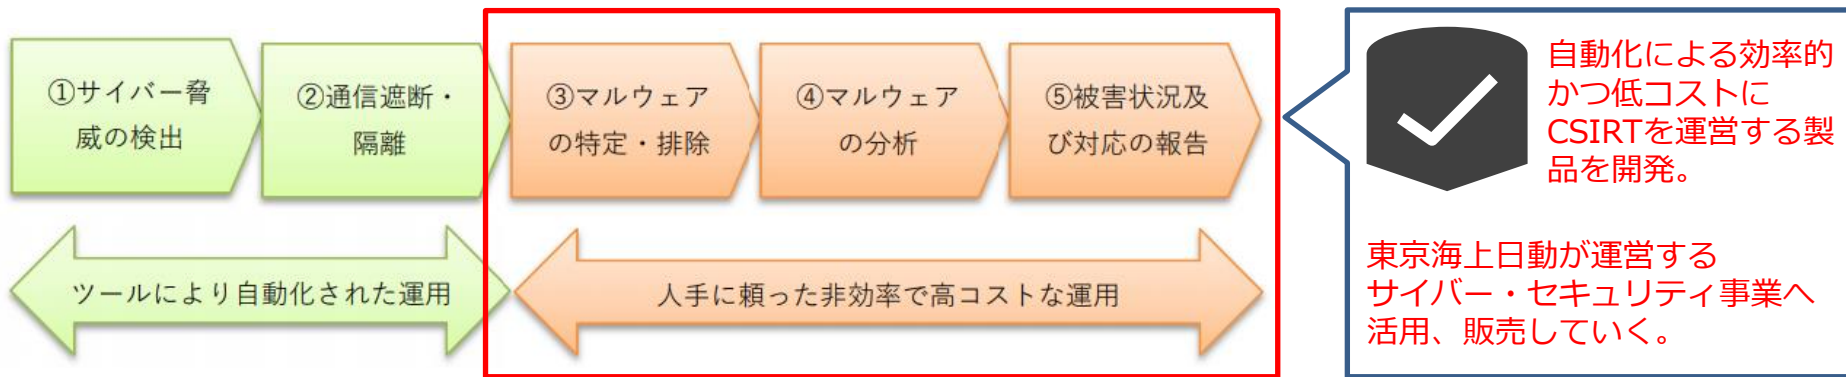 ①サイバー脅
威の検出
②通信遮断・
隔離
③マルウェア
の特定・排除
④マルウェア
の分析
⑤被害状況及
び対応の報告
ツールにより自動化された運用
人手に頼った非効率で高コストな運用
自動化による効率的
かつ低コストに
CSIRTを運営する製
品を開発。
東京海上日動が運営する
サイバー・セキュリティ事業へ
活用、販売していく。